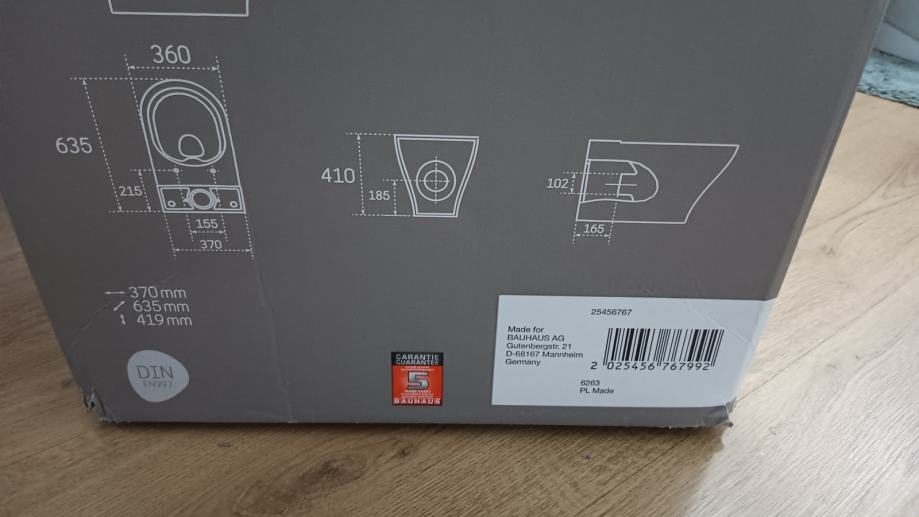 360
635
215
155
370
410
185
102
165
370 mm
635 mm
419 mm
DIN
EN997
GARANTIE
GUARANTEE
5
BAUHAUS
25456767
Made for
BAUHAUS AG
Gutenbergstr. 21
D-68167 Mannheim
Germany
2 025456 767992
6263
PL Made